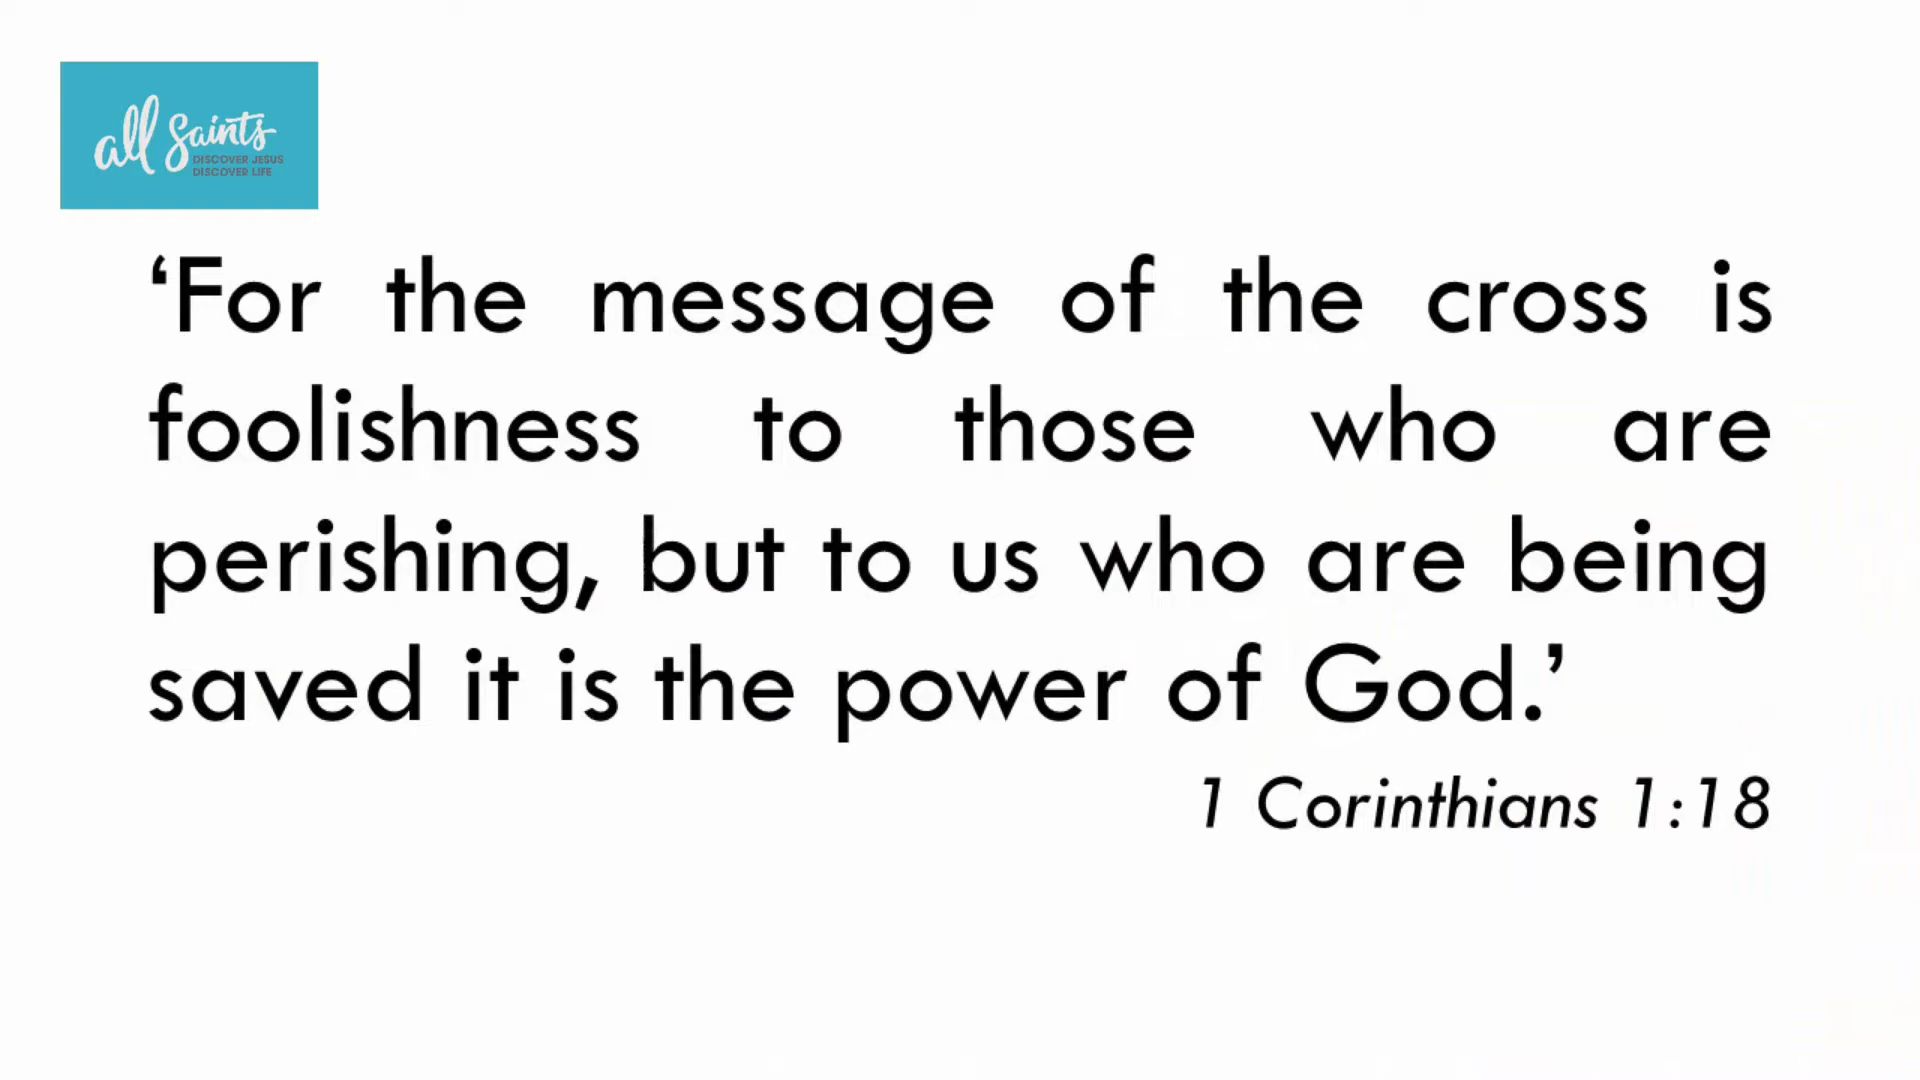 all Saints
DISCOVER JESUS
DISCOVER LIFE
‘For the message of the cross is
foolishness to those who are
perishing, but to us who are being
saved it is the power of God.’
1 Corinthians 1:18